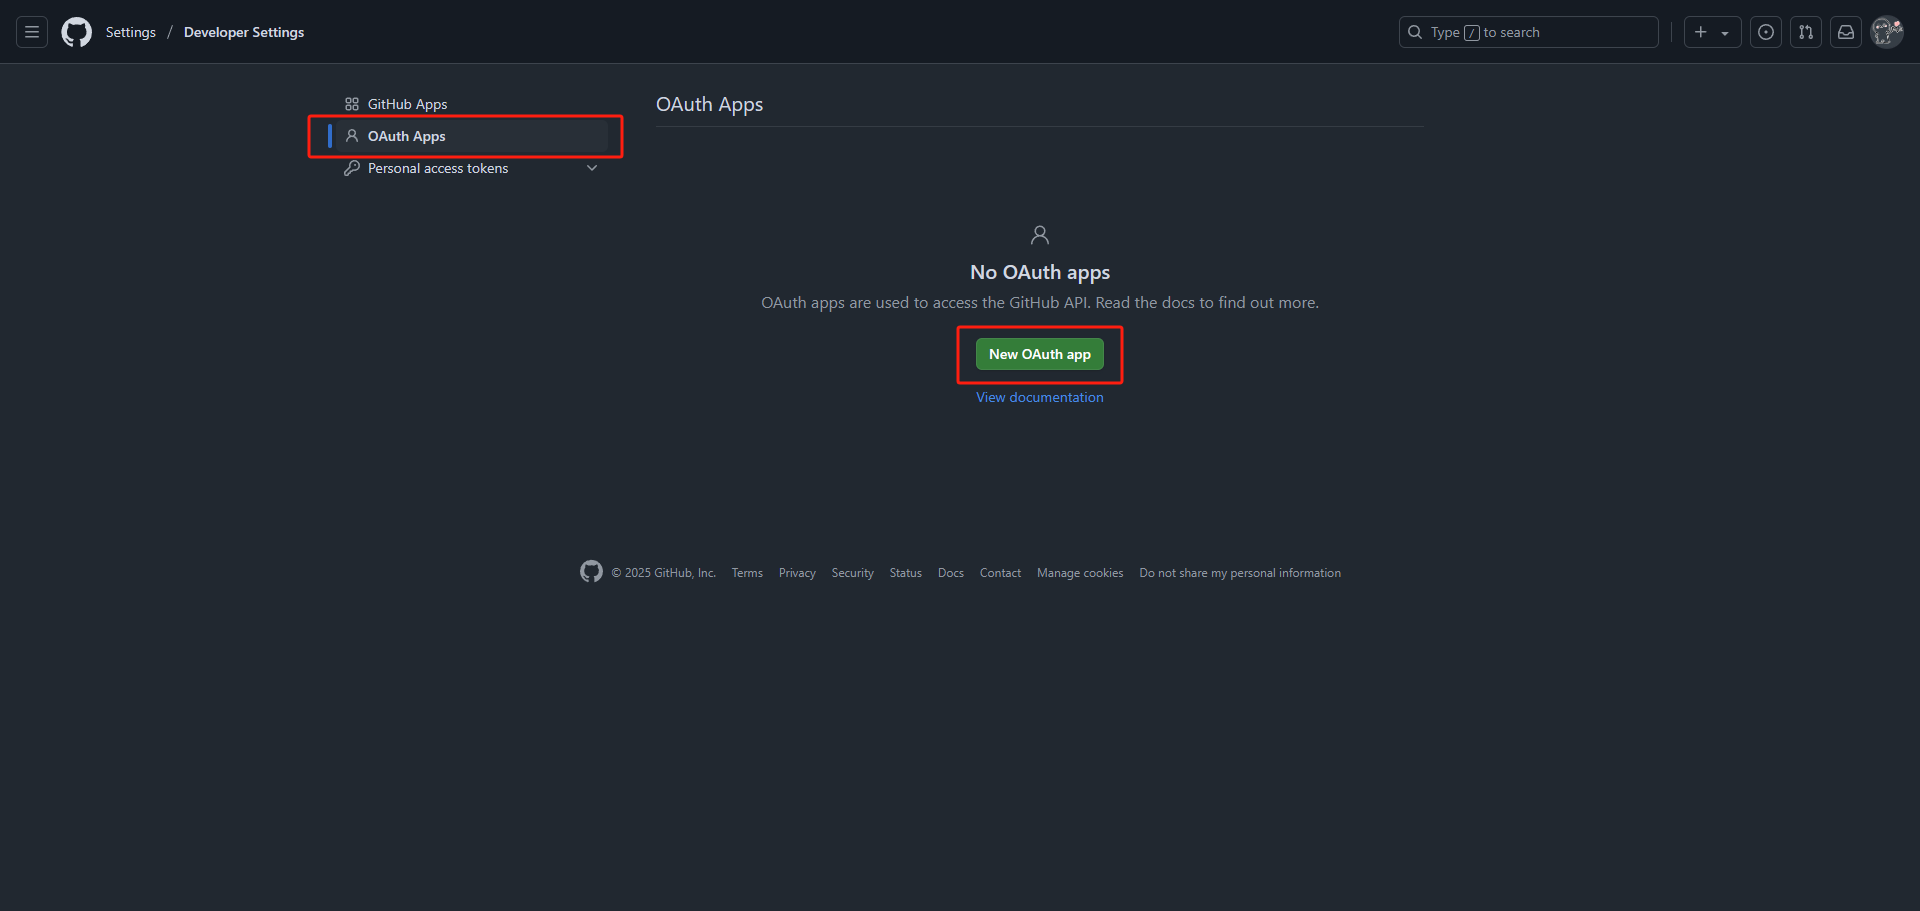 Settings / Developer Settings
Type / to search
GitHub Apps
OAuth Apps
Personal access tokens
OAuth Apps
No OAuth apps
OAuth apps are used to access the GitHub API. Read the docs to find out more.
New OAuth app
View documentation
© 2025 GitHub, Inc. Terms Privacy Security Status Docs Contact Manage cookies Do not share my personal information